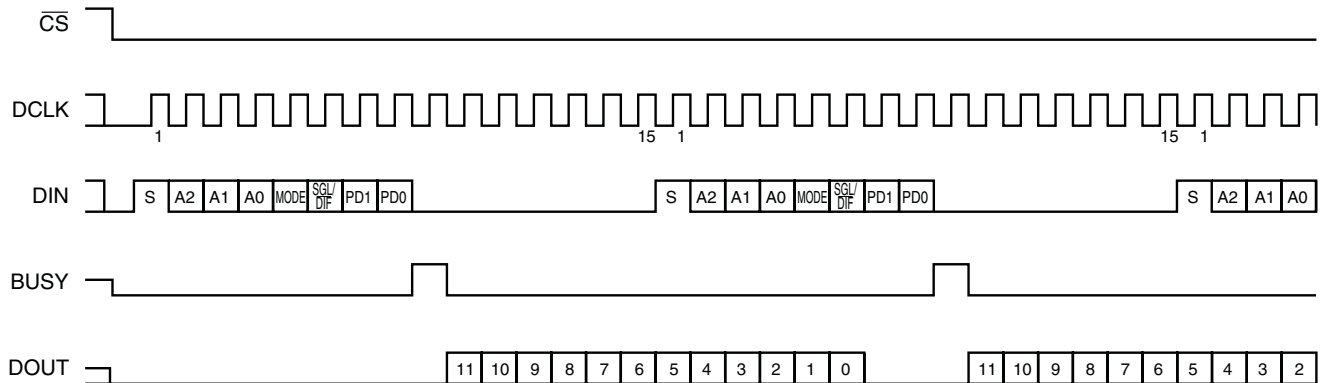 CS
DCLK
1 15 1 15 1
DIN S A2 A1 A0 MODE SGL/DIF PD1 PD0 S A2 A1 A0 MODE SGL/DIF PD1 PD0 S A2 A1 A0
BUSY
DOUT 11 10 9 8 7 6 5 4 3 2 1 0 11 10 9 8 7 6 5 4 3 2